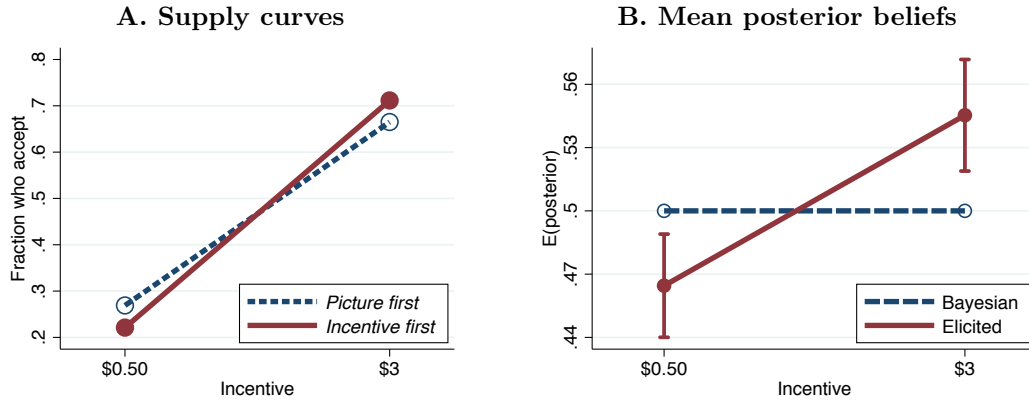 A. Supply curves
Fraction who accept
.8
.7
.6
.5
.4
.3
.2
$0.50
$3
Incentive
Picture first
Incentive first
B. Mean posterior beliefs
E(posterior)
.56
.53
.5
.47
.44
$0.50
$3
Incentive
Bayesian
Elicited